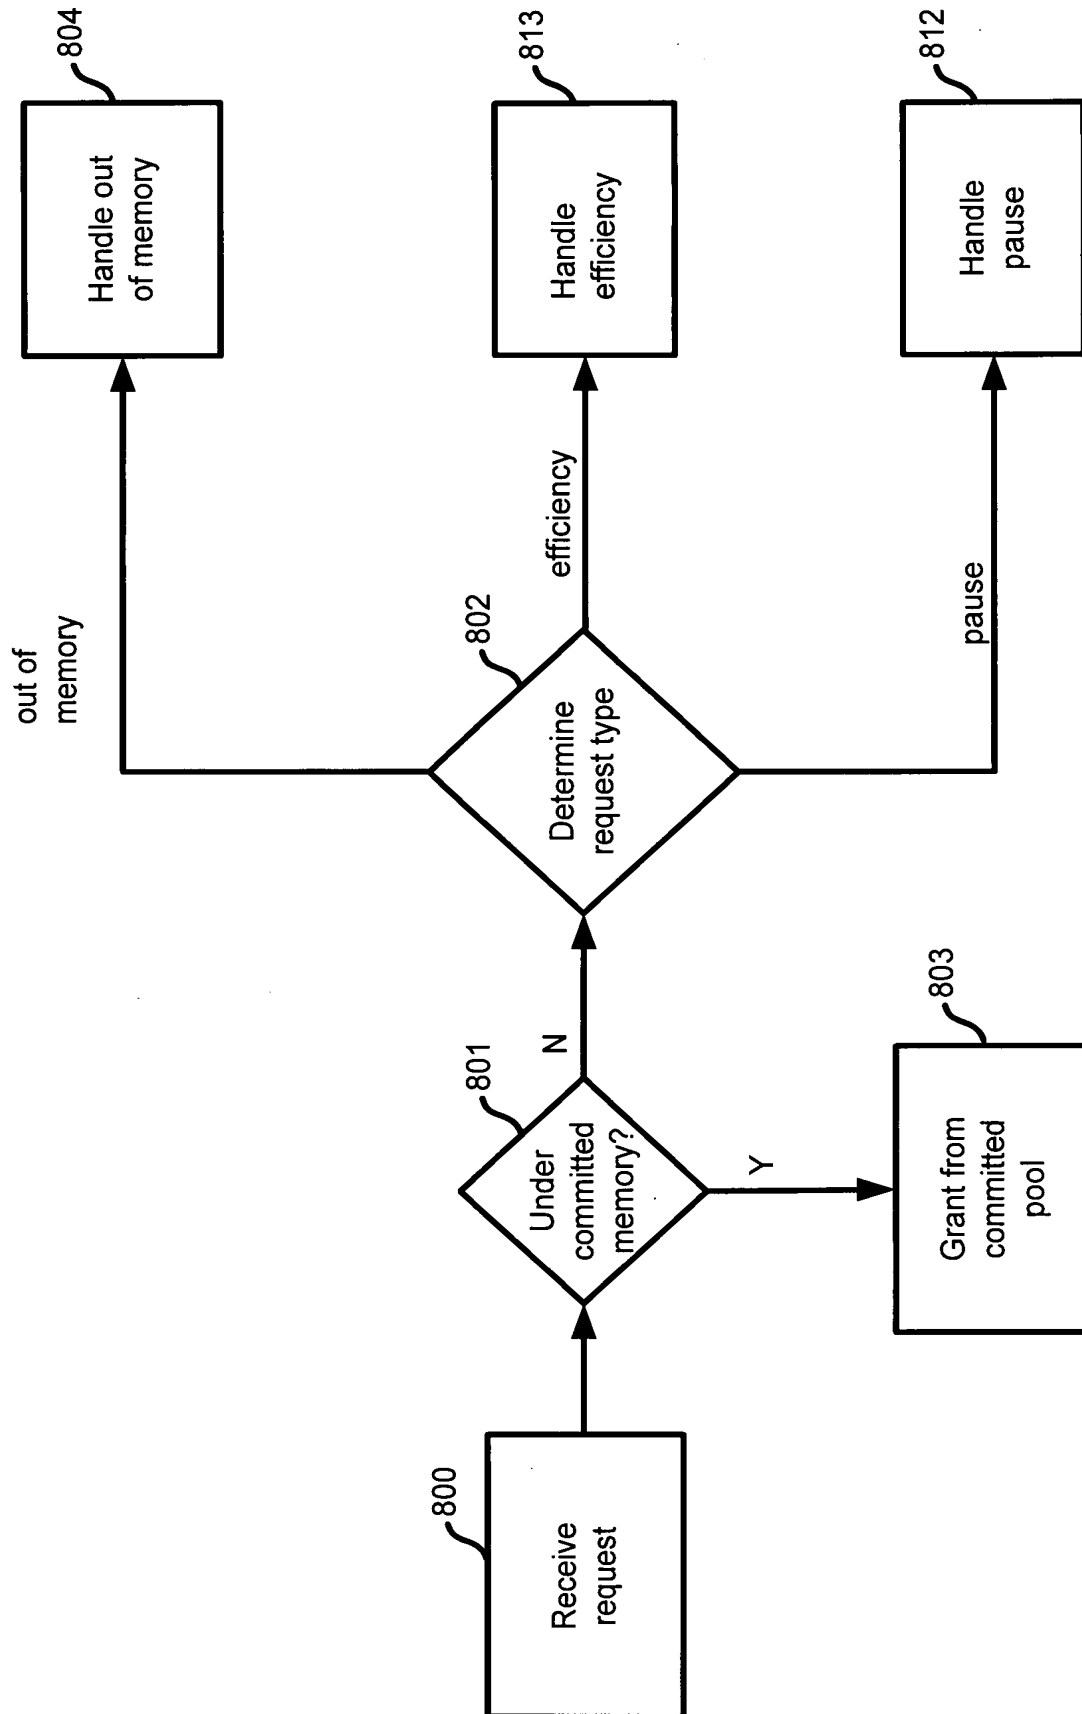 800
Receive
request
801
Under
committed
memory?
N
Y
803
Grant from
committed
pool
802
Determine
request type
out of
memory
efficiency
pause
804
Handle out
of memory
813
Handle
efficiency
812
Handle
pause